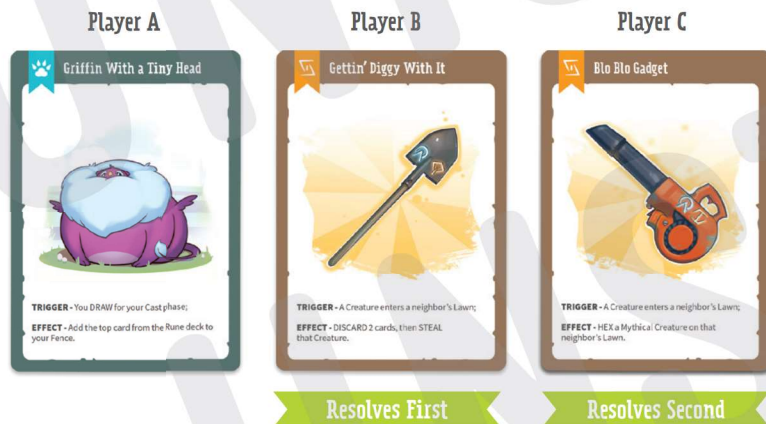 Player A
Player B
Player C
Griffin With a Tiny Head
Gettin' Diggy With It
Blo Blo Gadget
TRIGGER - You DRAW for your Cast phase;
EFFECT - Add the top card from the Rune deck to
your Fence.
TRIGGER - A Creature enters a neighbor's Lawn;
EFFECT - DISCARD 2 cards, then STEAL
that Creature.
TRIGGER - A Creature enters a neighbor's Lawn;
EFFECT - HEX a Mythical Creature on that
neighbor's Lawn.
Resolves First
Resolves Second